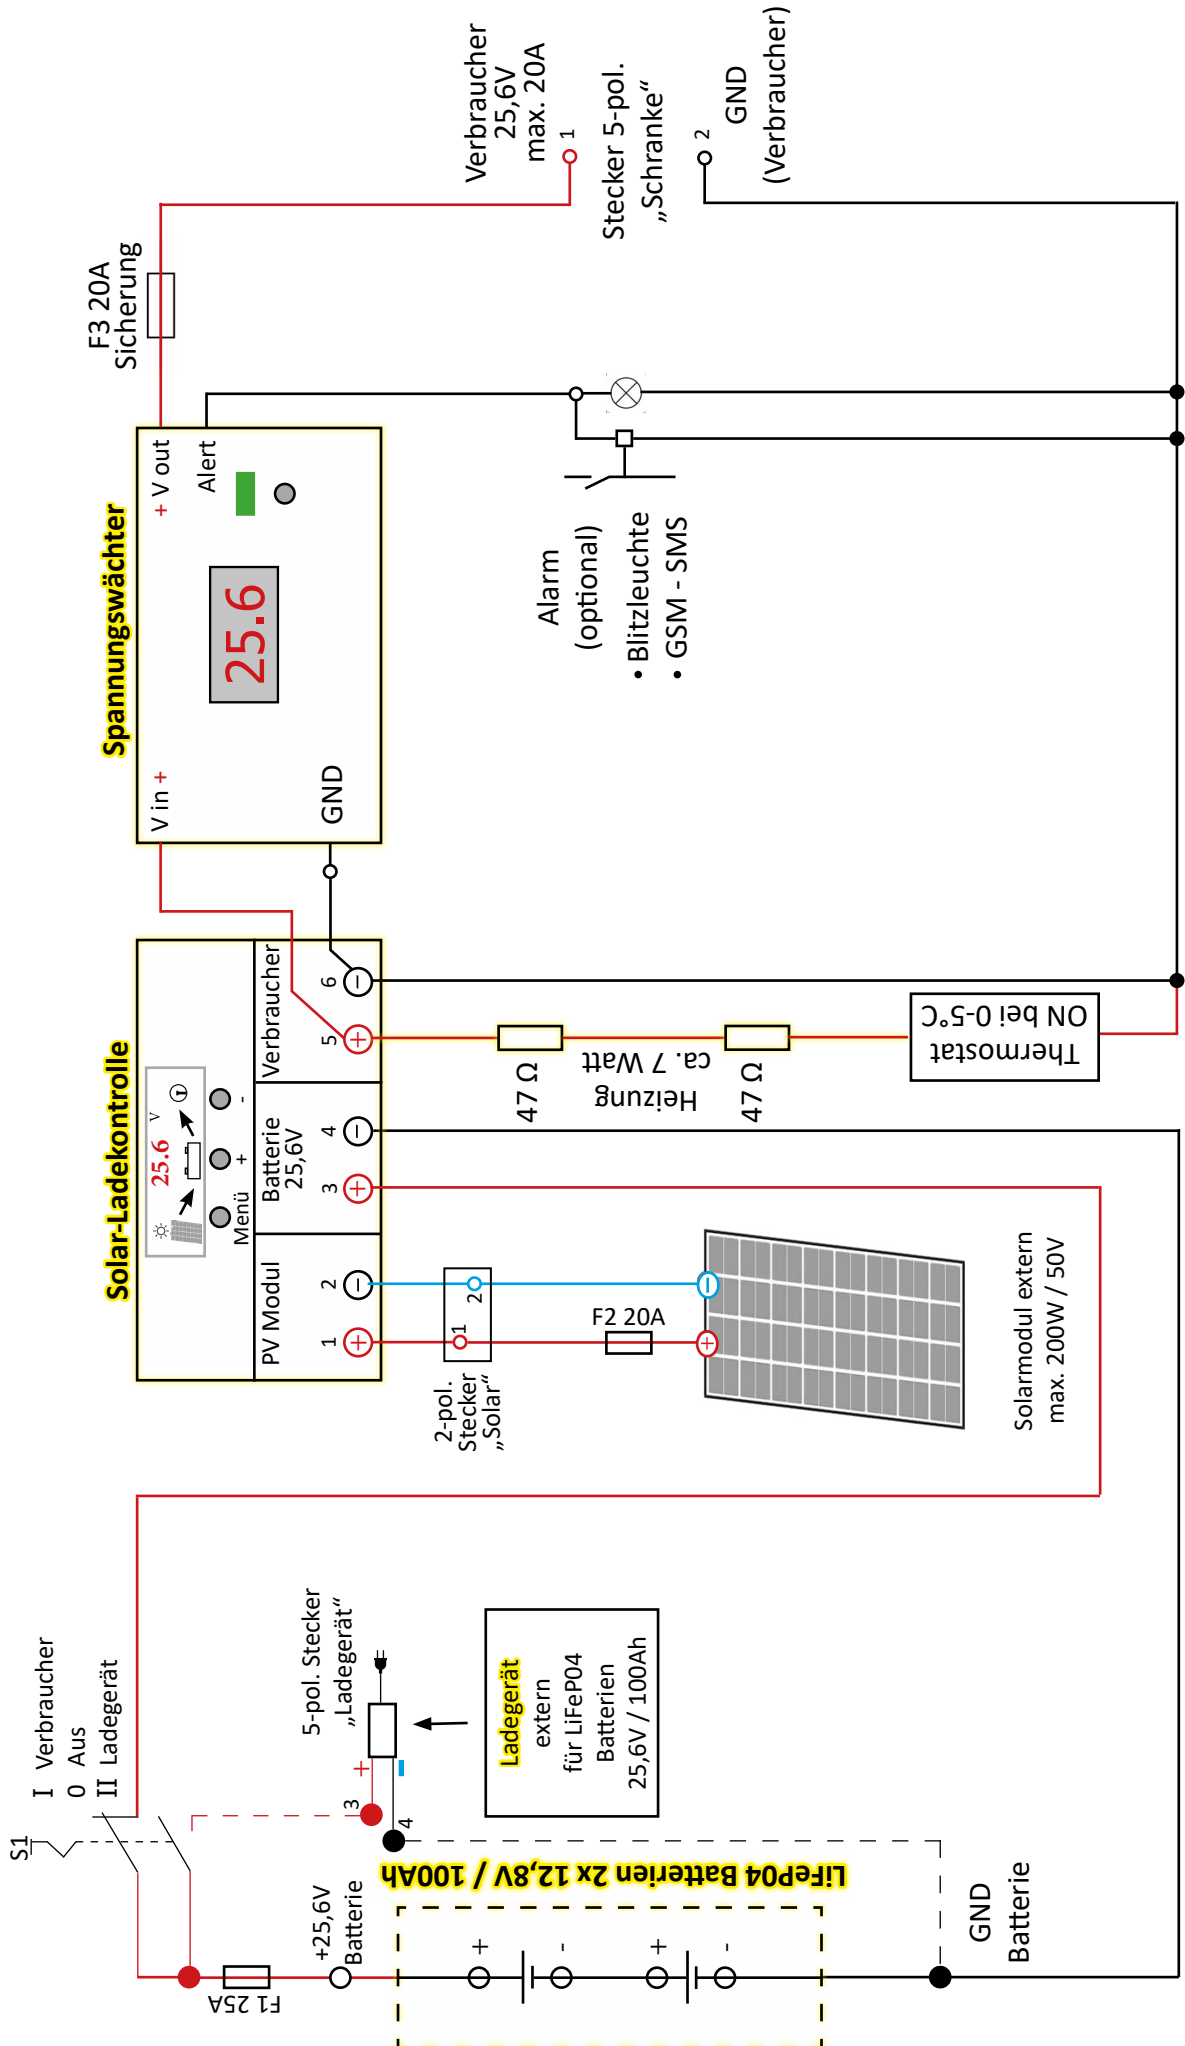 S1
I Verbraucher
0 Aus
II Ladegerät
F1 25A
+25,6V
Batterie
LiFeP04 Batterien 2x 12,8V / 100Ah
+
-
+
-
GND
Batterie
5-pol. Stecker
„Ladegerät“
3
+
4
Ladegerät
extern
für LiFeP04
Batterien
25,6V / 100Ah
Solar-Ladekontrolle
25.6 V
Menü
+
-
PV Modul
Batterie
25,6V
Verbraucher
1
2
3
4
5
6
+
−
+
−
+
−
2-pol.
Stecker
„Solar“
1
2
F2 20A
+
−
Solarmodul extern
max. 200W / 50V
47 Ω
Heizung
ca. 7 Watt
47 Ω
Thermostat
ON bei 0-5°C
Spannungswächter
V in +
+ V out
Alert
25.6
GND
F3 20A
Sicherung
Alarm
(optional)
• Blitzleuchte
• GSM - SMS
Verbraucher
25,6V
max. 20A
1
Stecker 5-pol.
„Schranke“
2
GND
(Verbraucher)